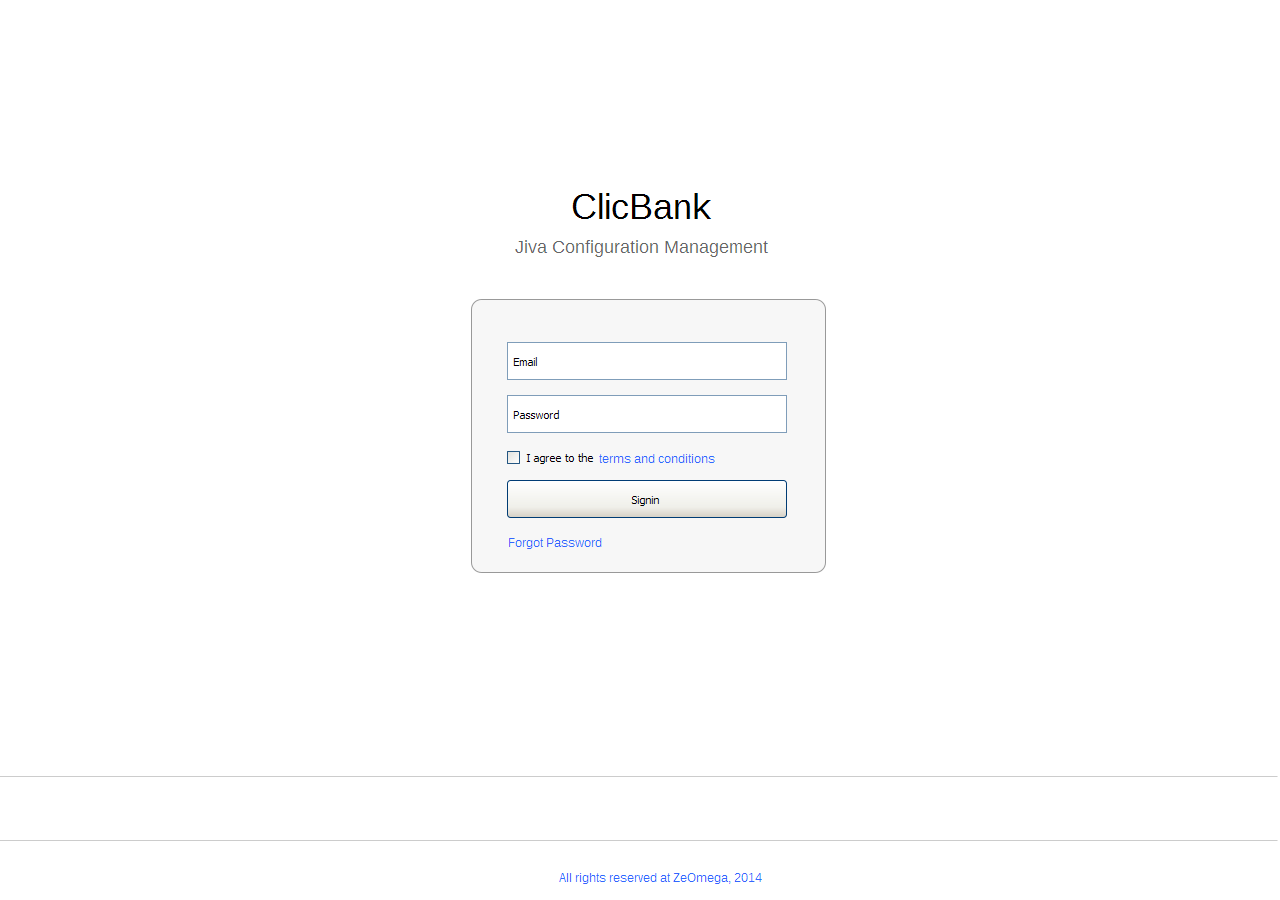 ClicBank
Jiva Configuration Management
Email
Password
I agree to the terms and conditions
Signin
Forgot Password
All rights reserved at ZeOmega, 2014